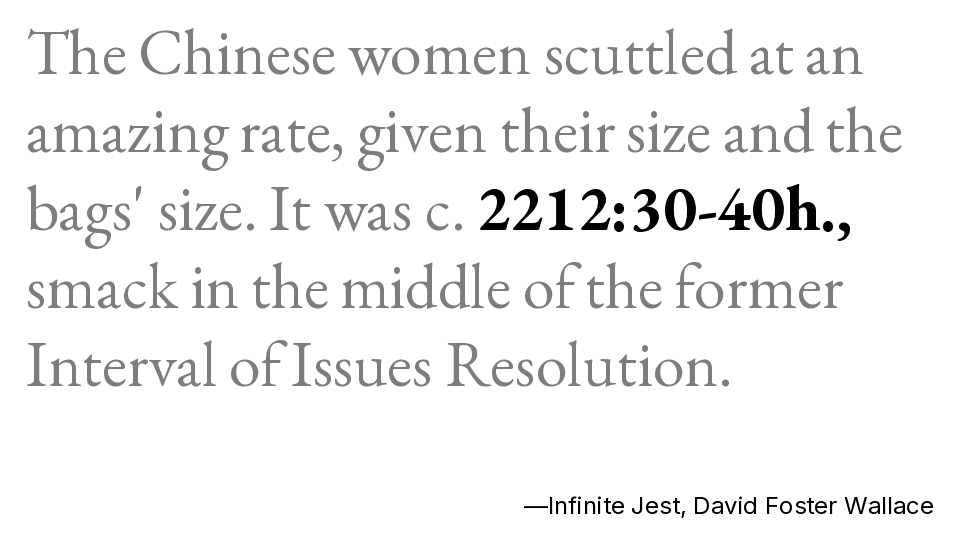 The Chinese women scuttled at an
amazing rate, given their size and the
bags' size. It was c. 2212:30-40h.,
smack in the middle of the former
Interval of Issues Resolution.
—Infinite Jest, David Foster Wallace